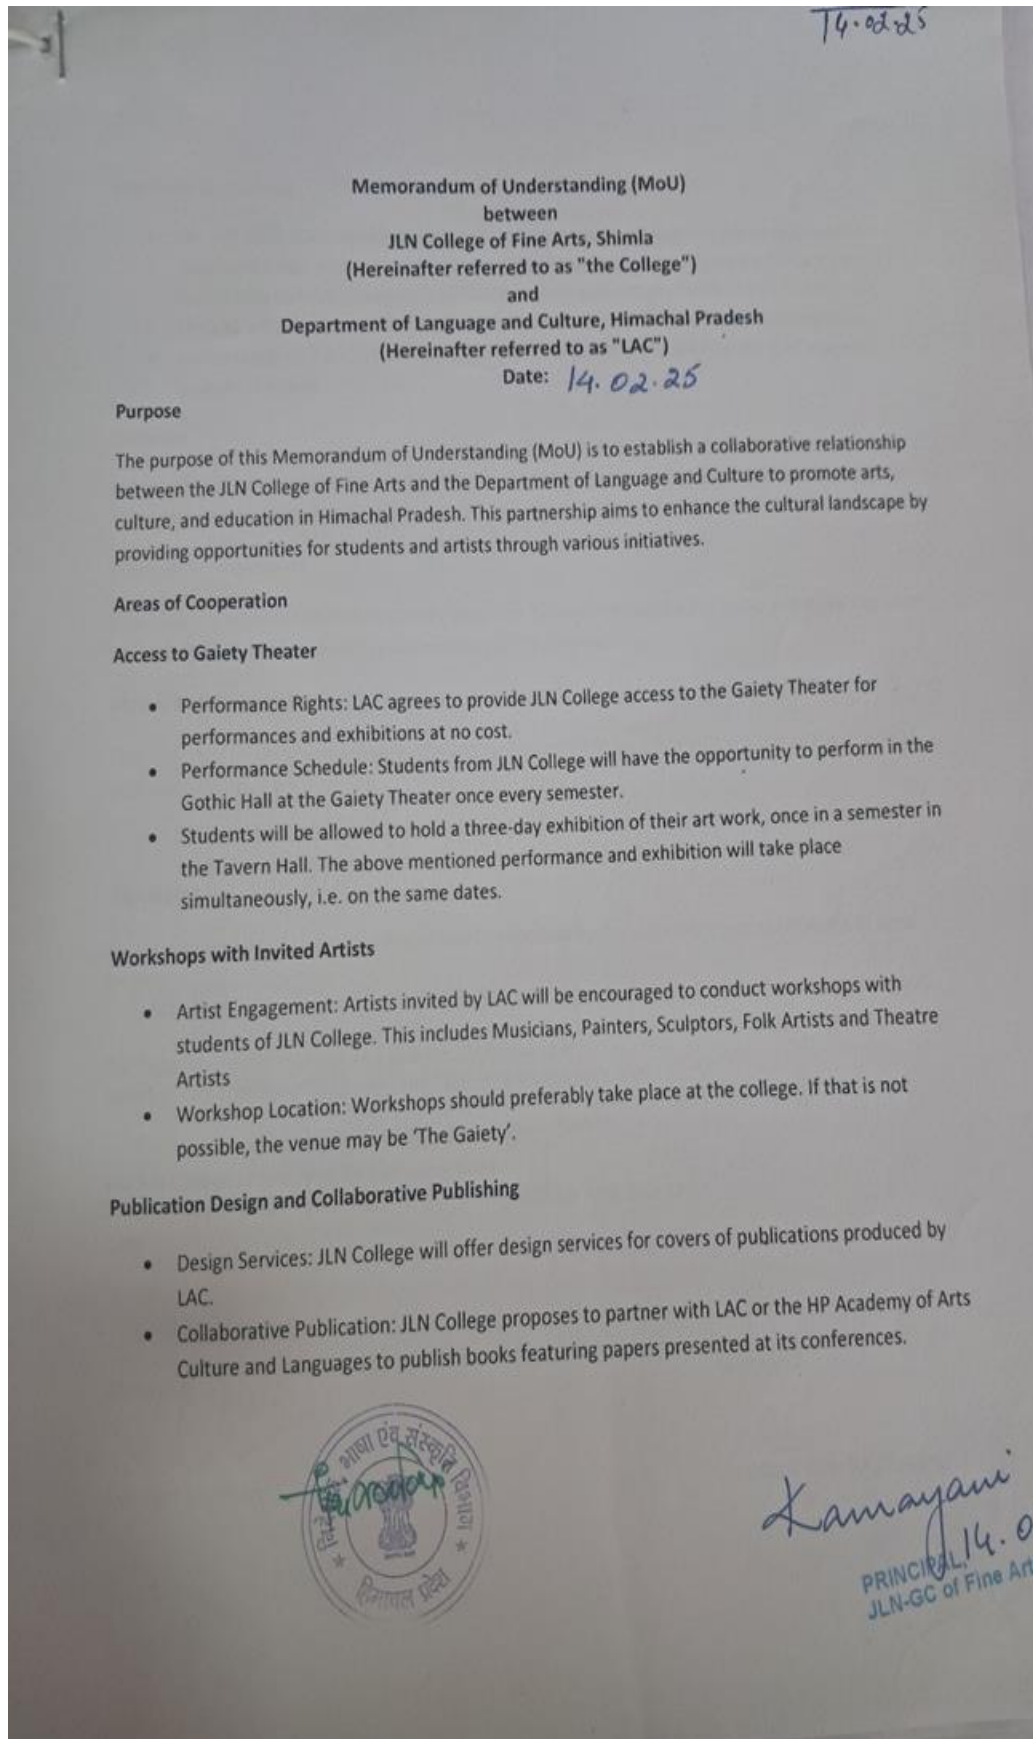 14.02.25
Memorandum of Understanding (MoU)
between
JLN College of Fine Arts, Shimla
(Hereinafter referred to as "the College")
and
Department of Language and Culture, Himachal Pradesh
(Hereinafter referred to as "LAC")
Date: 14.02.25
Purpose
The purpose of this Memorandum of Understanding (MoU) is to establish a collaborative relationship
between the JLN College of Fine Arts and the Department of Language and Culture to promote arts,
culture, and education in Himachal Pradesh. This partnership aims to enhance the cultural landscape by
providing opportunities for students and artists through various initiatives.
Areas of Cooperation
Access to Gaiety Theater
• Performance Rights: LAC agrees to provide JLN College access to the Gaiety Theater for
performances and exhibitions at no cost.
• Performance Schedule: Students from JLN College will have the opportunity to perform in the
Gothic Hall at the Gaiety Theater once every semester.
• Students will be allowed to hold a three-day exhibition of their art work, once in a semester in
the Tavern Hall. The above mentioned performance and exhibition will take place
simultaneously, i.e. on the same dates.
Workshops with Invited Artists
• Artist Engagement: Artists invited by LAC will be encouraged to conduct workshops with
students of JLN College. This includes Musicians, Painters, Sculptors, Folk Artists and Theatre
Artists
• Workshop Location: Workshops should preferably take place at the college. If that is not
possible, the venue may be 'The Gaiety'.
Publication Design and Collaborative Publishing
• Design Services: JLN College will offer design services for covers of publications produced by
LAC.
• Collaborative Publication: JLN College proposes to partner with LAC or the HP Academy of Arts
Culture and Languages to publish books featuring papers presented at its conferences.
भाषा एंव संस्कृति विभाग
हिमाचल प्रदेश
Kamayani
14.0
PRINCIPAL,
JLN-GC of Fine Art